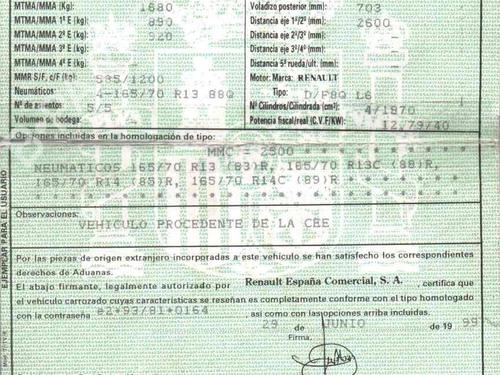 MTMA/MMA (Kg): 1680 Voladizo posterior (mm): 703
MTMA/MMA 1º E (kg): 890 Distancia eje 1º/2º (mm): 2600
MTMA/MMA 2º E (kg): 920 Distancia eje 2º/3º (mm):
MTMA/MMA 3º E (Kg): Distancia eje 3º/4º (mm):
MTMA/MMA 4º E (Kg): Distancia 5ª rueda/ult. (mm):
MMR S/F, c/F (kg): 595/1200 Motor: Marca: RENAULT
Neumáticos: 4-165/70 R13 88Q Tipo: D/F8Q L6
Nº de asientos 5/5 Nº Cilindros/Cilindrada (cm³): 4/1870
Volumen de bodega: Potencia fiscal/real (C.V.F/KW): 12,79/40
Opciones incluidas en la homologación de tipo:
MMC = 2500
NEUMATICOS 165/70 R13 (83)R, 165/70 R13C (88)R,
165/70 R14 (85)R, 165/70 R14C (89)R
Observaciones:
VEHICULO PROCEDENTE DE LA CEE
Por las piezas de origen extranjero incorporadas a este vehículo se han satisfecho los correspondientes
derechos de Aduanas.
El abajo firmante, legalmente autorizado por Renault España Comercial, S. A. , certifica que
el vehículo carrozado cuyas características se reseñan es completamente conforme con el tipo homologado
con la contraseña e2*93/81*0164 , así como con las opciones arriba incluidas.
29 de JUNIO de 19 99
Firma,
EJEMPLAR PARA EL USUARIO